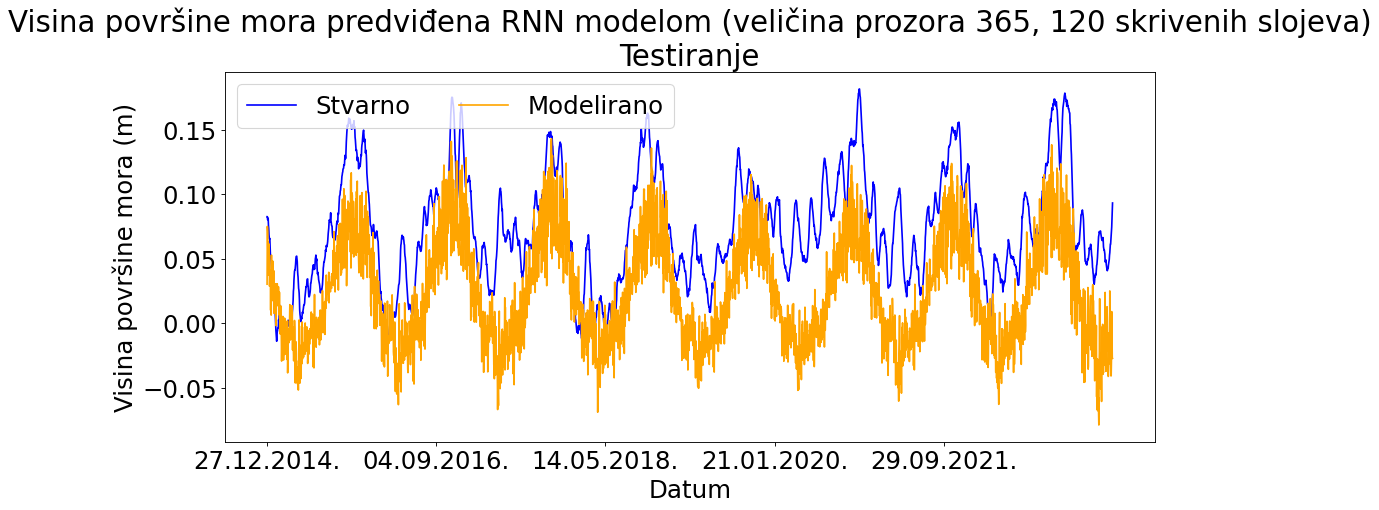 Visina površine mora predviđena RNN modelom (veličina prozora 365, 120 skrivenih slojeva)
Testiranje
Stvarno
Modelirano
Visina površine mora (m)
0.15
0.10
0.05
0.00
−0.05
27.12.2014.
04.09.2016.
14.05.2018.
21.01.2020.
29.09.2021.
Datum